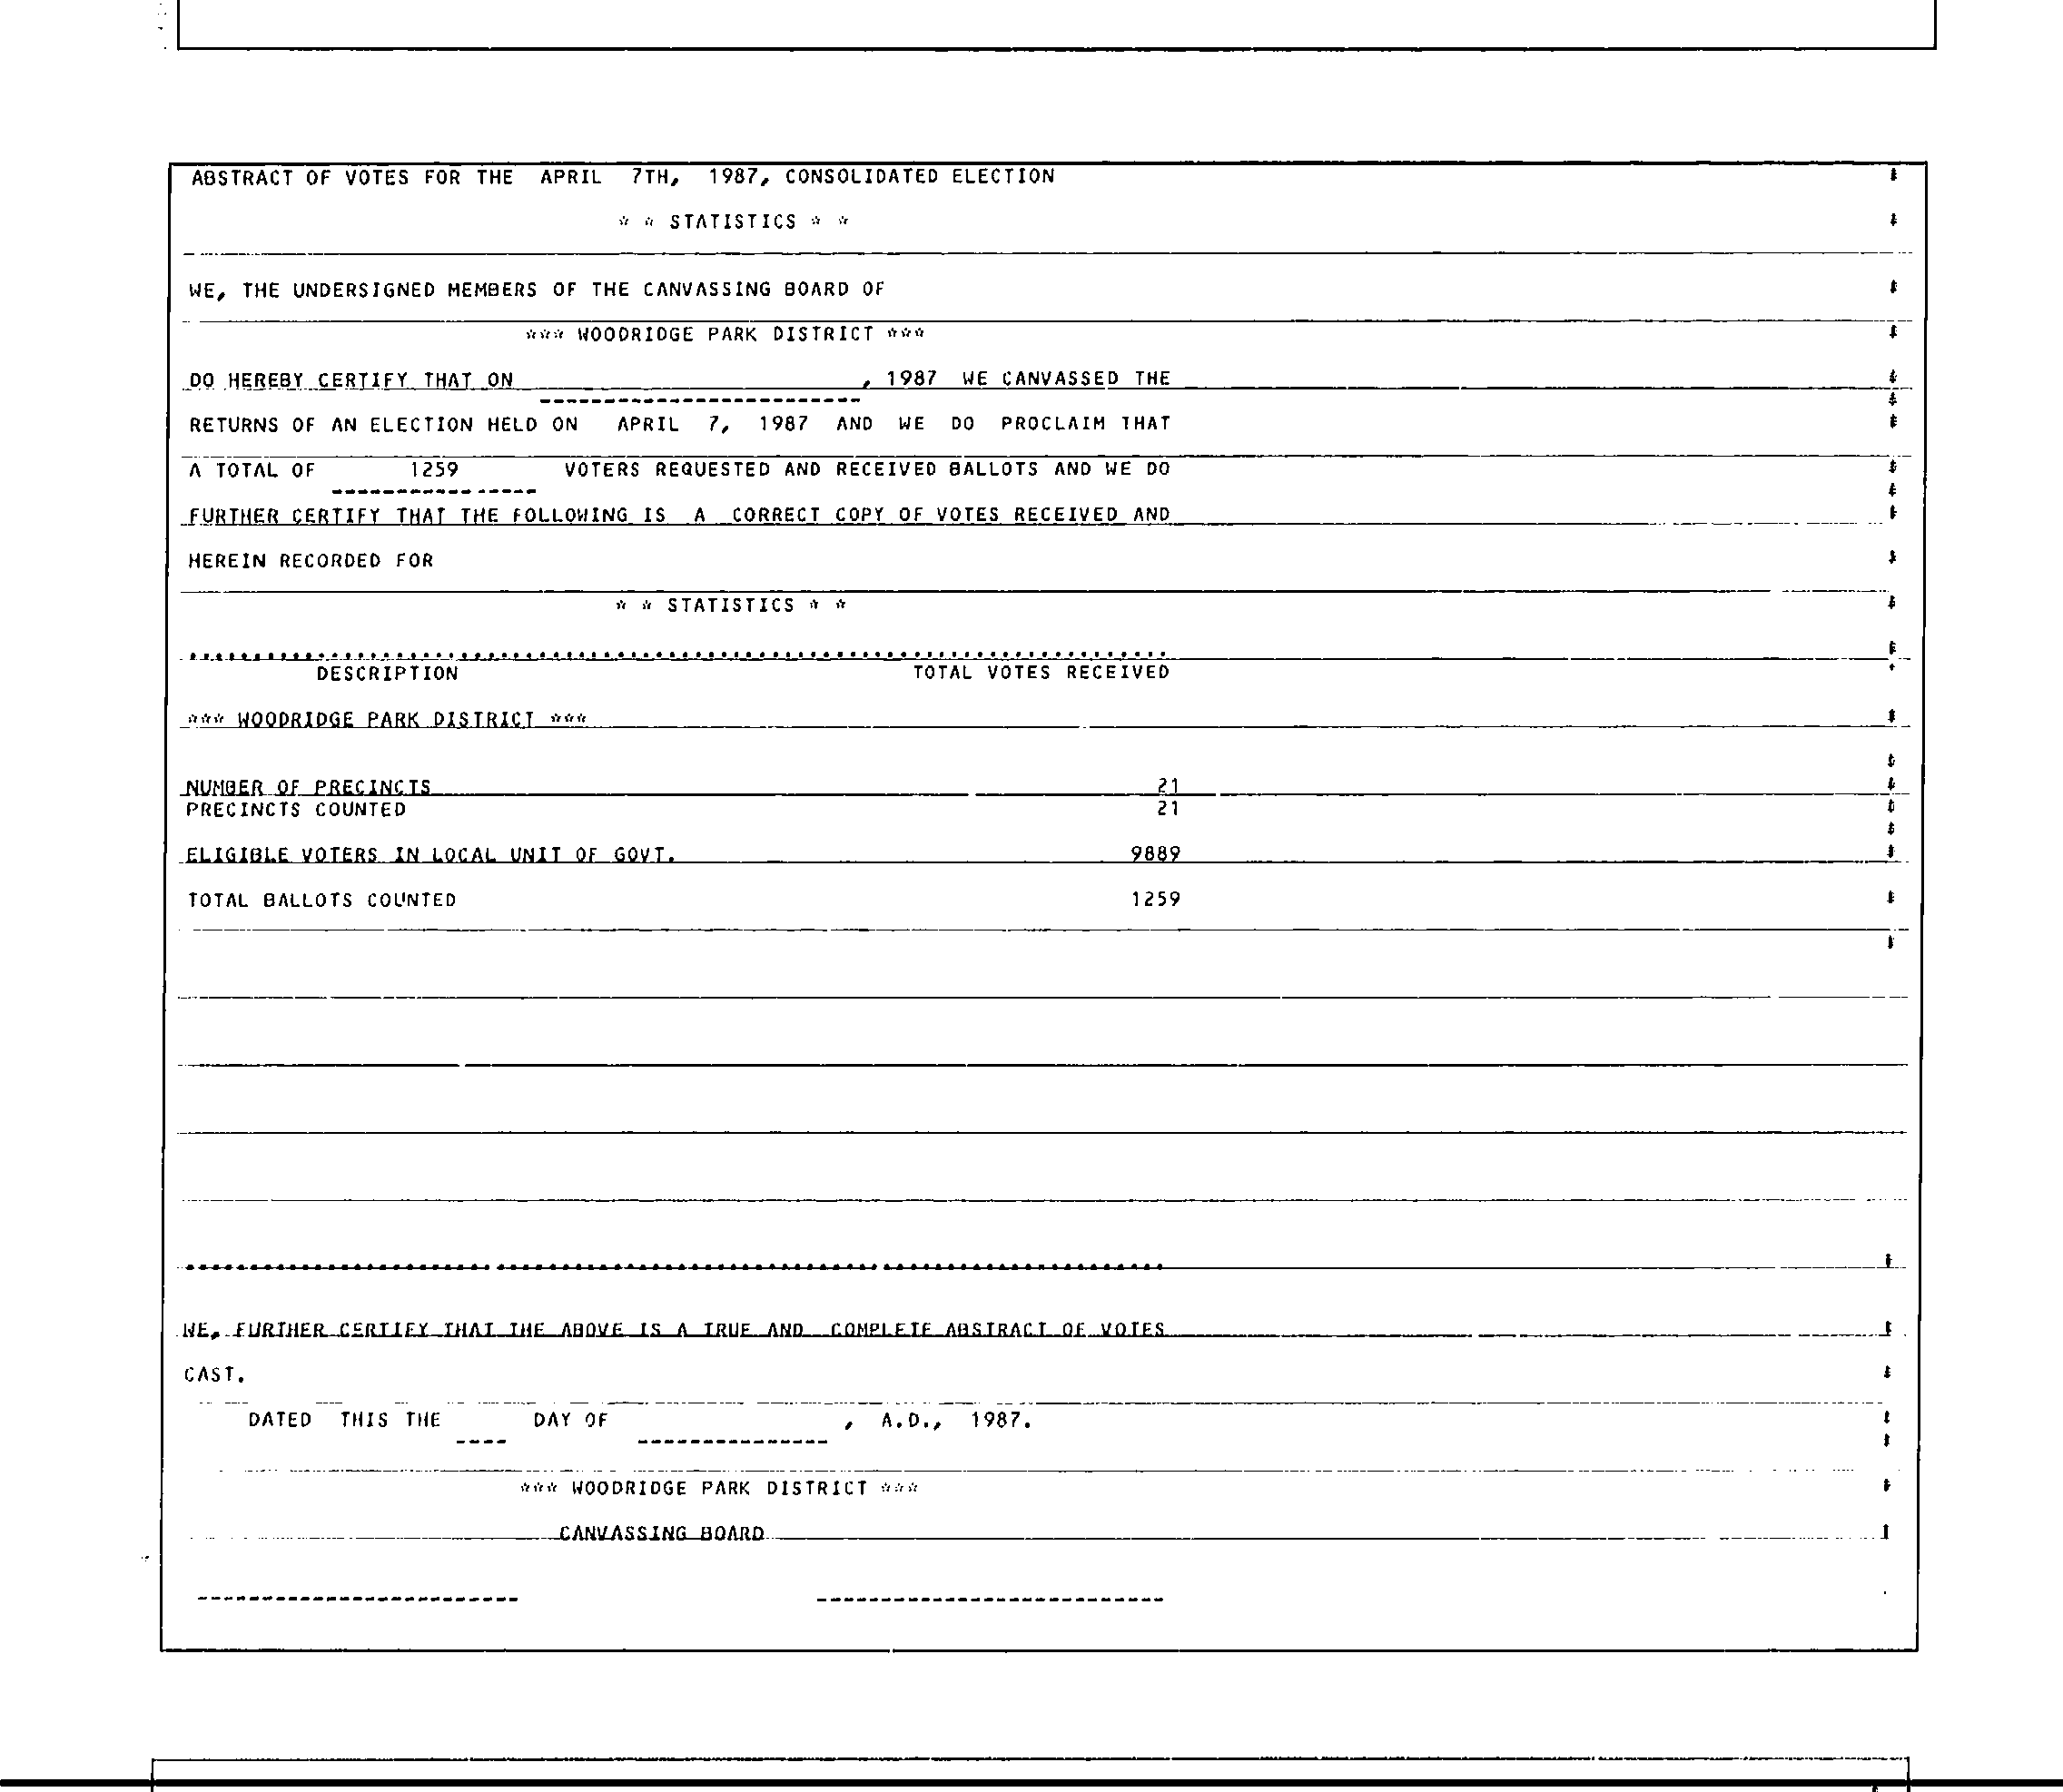 ABSTRACT OF VOTES FOR THE APRIL 7TH, 1987, CONSOLIDATED ELECTION
* * STATISTICS * *
WE, THE UNDERSIGNED MEMBERS OF THE CANVASSING BOARD OF
*** WOODRIDGE PARK DISTRICT ***
DO HEREBY CERTIFY THAT ON , 1987 WE CANVASSED THE
RETURNS OF AN ELECTION HELD ON APRIL 7, 1987 AND WE DO PROCLAIM THAT
A TOTAL OF 1259 VOTERS REQUESTED AND RECEIVED BALLOTS AND WE DO
FURTHER CERTIFY THAT THE FOLLOWING IS A CORRECT COPY OF VOTES RECEIVED AND
HEREIN RECORDED FOR
* * STATISTICS * *
DESCRIPTION TOTAL VOTES RECEIVED
*** WOODRIDGE PARK DISTRICT ***
NUMBER OF PRECINCTS 21
PRECINCTS COUNTED 21
ELIGIBLE VOTERS IN LOCAL UNIT OF GOVT. 9889
TOTAL BALLOTS COUNTED 1259
WE, FURTHER CERTIFY THAT THE ABOVE IS A TRUE AND COMPLETE ABSTRACT OF VOTES
CAST.
DATED THIS THE ---- DAY OF --------------- , A.D., 1987.
*** WOODRIDGE PARK DISTRICT ***
CANVASSING BOARD